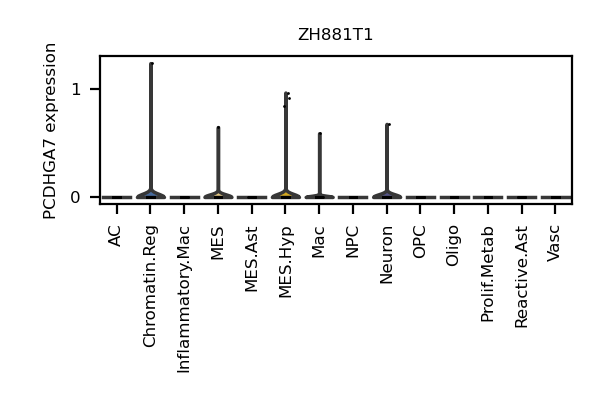 ZH881T1
PCDHGA7 expression
1
0
AC
Chromatin.Reg
Inflammatory.Mac
MES
MES.Ast
MES.Hyp
Mac
NPC
Neuron
OPC
Oligo
Prolif.Metab
Reactive.Ast
Vasc